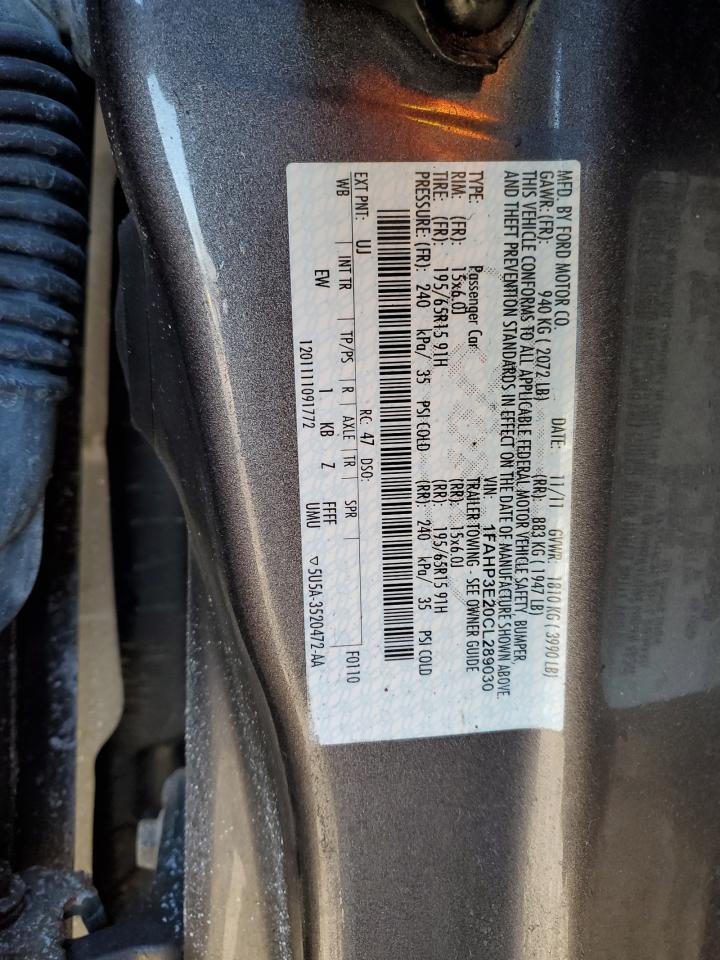 MFD. BY FORD MOTOR CO. DATE: 11/11 GVWR: 1810 KG ( 3990 LB)
GAWR: (FR): 940 KG ( 2072 LB) (RR): 883 KG ( 1947 LB)
THIS VEHICLE CONFORMS TO ALL APPLICABLE FEDERAL MOTOR VEHICLE SAFETY, BUMPER,
AND THEFT PREVENTION STANDARDS IN EFFECT ON THE DATE OF MANUFACTURE SHOWN ABOVE.
VIN: 1FAHP3E20CL289030
TYPE: Passenger Car TRAILER TOWING - SEE OWNER GUIDE
RIM: (FR): 15x6.0J (RR): 15x6.0J
TIRE: (FR): 195/65R15 91H (RR): 195/65R15 91H
PRESSURE: (FR): 240 kPa/ 35 PSI COLD (RR): 240 kPa/ 35 PSI COLD
EXT PNT: UJ RC: 47 DSO: F0110
WB INT TR TP/PS R AXLE TR SPR
EW 1 KB Z FFFF
1201111091772 UMU ▽5U5A-3520472-AA